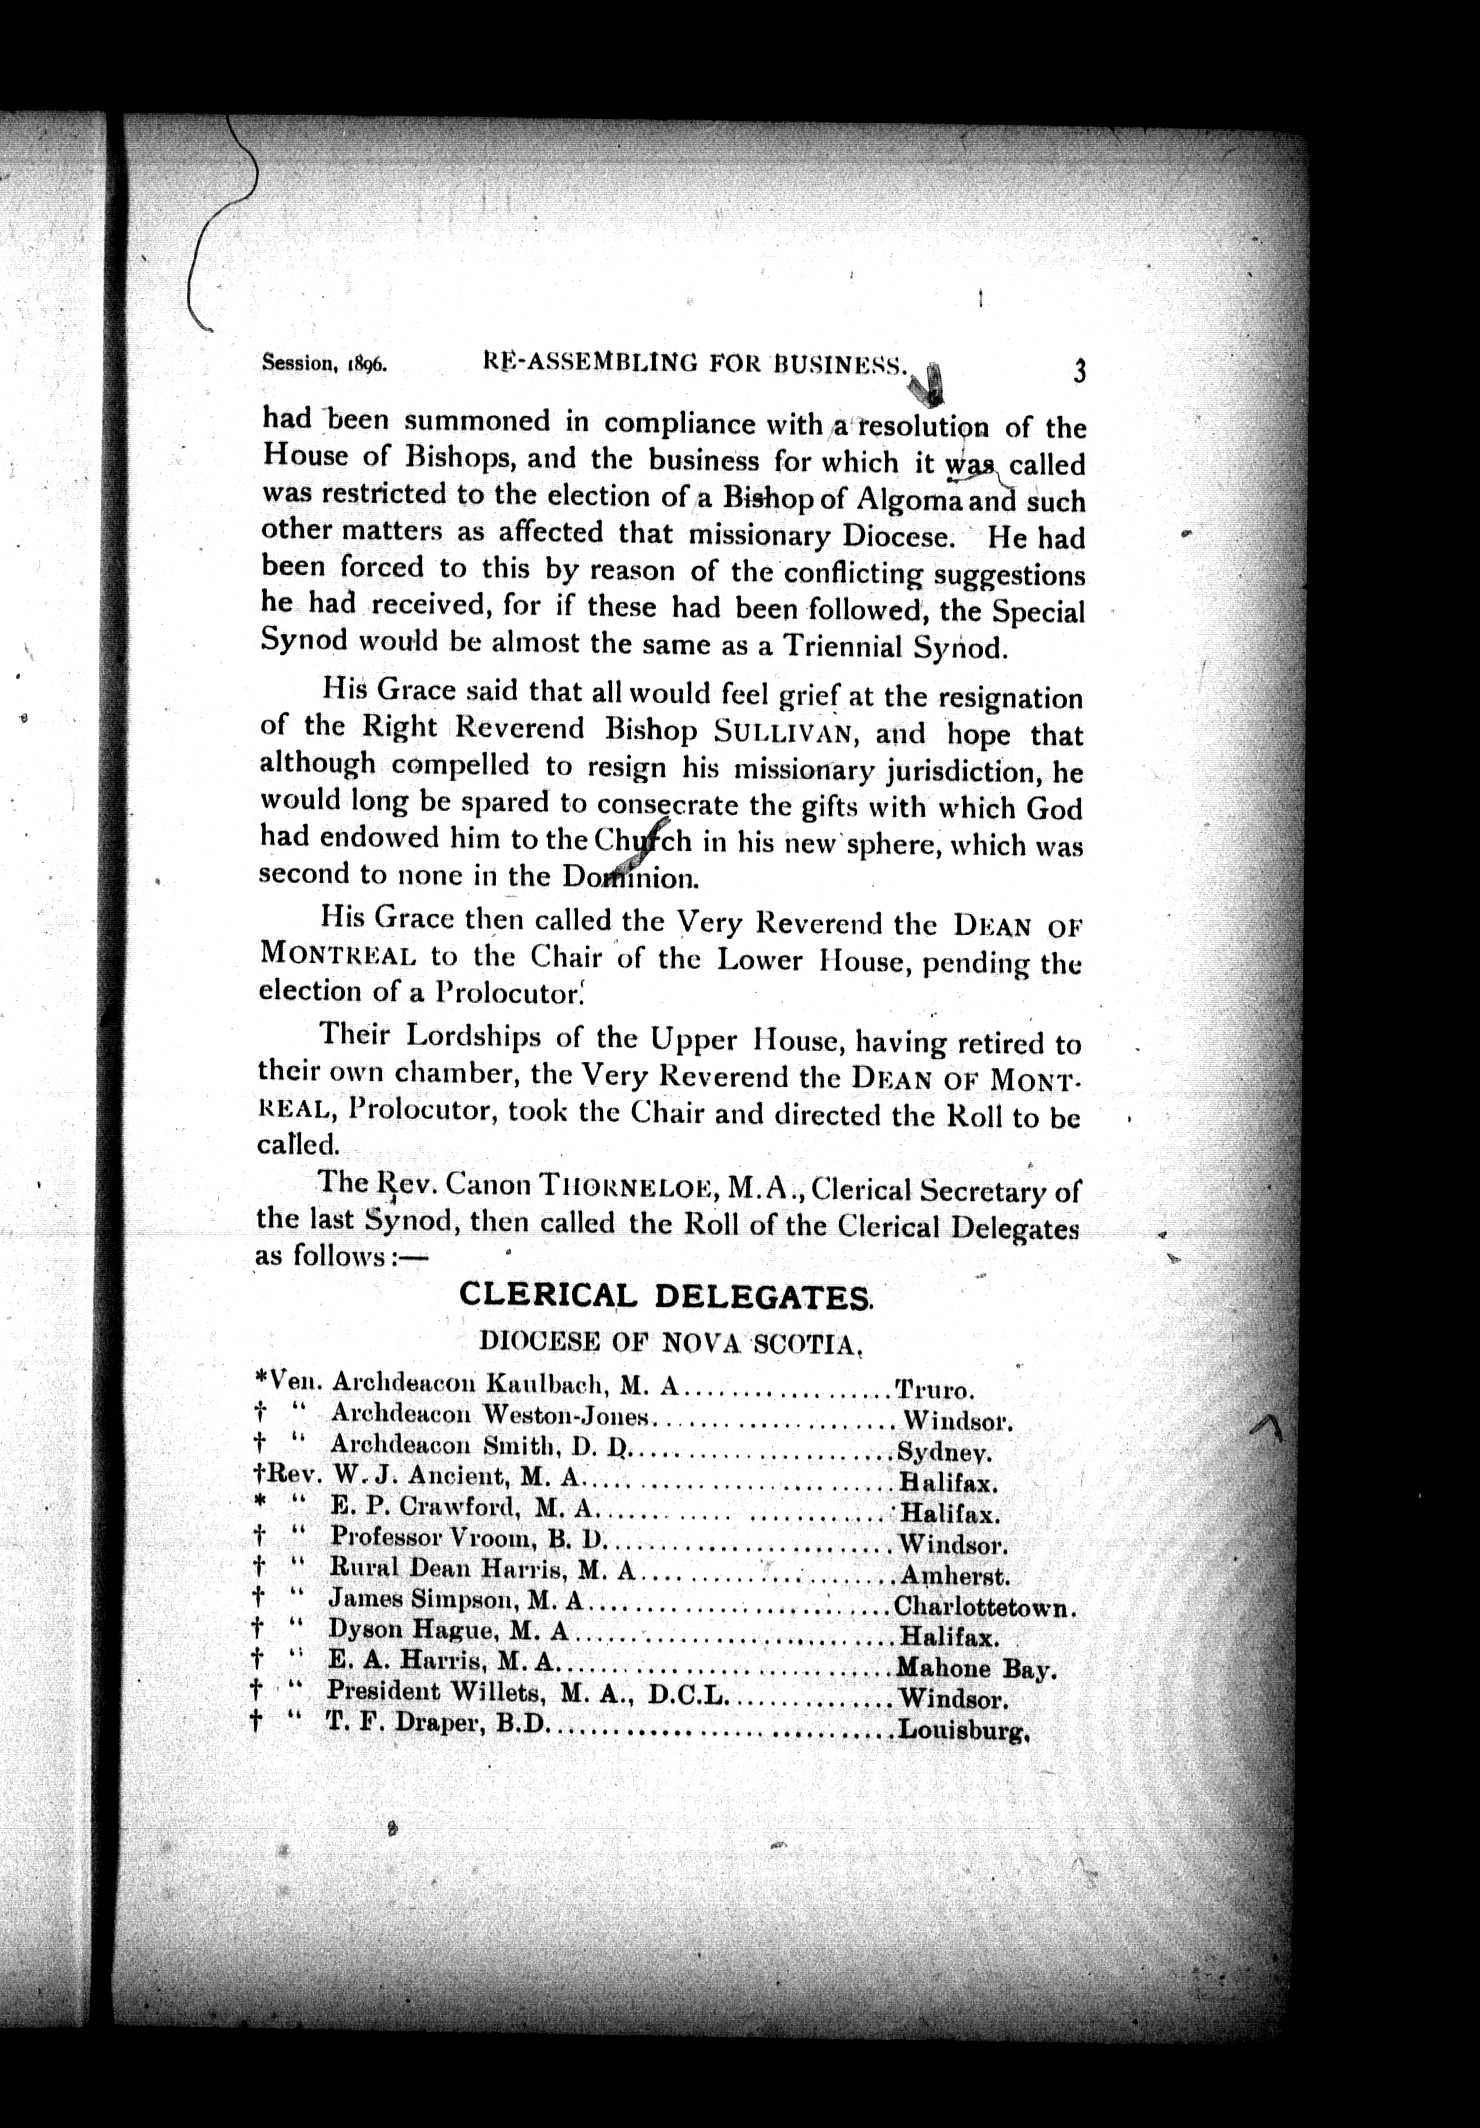 Session, 1896. RE-ASSEMBLING FOR BUSINESS. 3
had been summoned in compliance with a resolution of the
House of Bishops, and the business for which it was called
was restricted to the election of a Bishop of Algoma and such
other matters as affected that missionary Diocese. He had
been forced to this by reason of the conflicting suggestions
he had received, for if these had been followed, the Special
Synod would be almost the same as a Triennial Synod.
His Grace said that all would feel grief at the resignation
of the Right Reverend Bishop SULLIVAN, and hope that
although compelled to resign his missionary jurisdiction, he
would long be spared to consecrate the gifts with which God
had endowed him to the Church in his new sphere, which was
second to none in the Dominion.
His Grace then called the Very Reverend the DEAN OF
MONTREAL to the Chair of the Lower House, pending the
election of a Prolocutor.
Their Lordships of the Upper House, having retired to
their own chamber, the Very Reverend the DEAN OF MONT-
REAL, Prolocutor, took the Chair and directed the Roll to be
called.
The Rev. Canon THORNELOE, M.A., Clerical Secretary of
the last Synod, then called the Roll of the Clerical Delegates
as follows:—
CLERICAL DELEGATES.
DIOCESE OF NOVA SCOTIA.
*Ven. Archdeacon Kaulbach, M. A..................Truro.
† “ Archdeacon Weston-Jones......................Windsor.
† “ Archdeacon Smith, D. D........................Sydney.
†Rev. W. J. Ancient, M. A............................Halifax.
* “ E. P. Crawford, M. A...........................Halifax.
† “ Professor Vroom, B. D..........................Windsor.
† “ Rural Dean Harris, M. A.......................Amherst.
† “ James Simpson, M. A...........................Charlottetown.
† “ Dyson Hague, M. A.............................Halifax.
† “ E. A. Harris, M. A..............................Mahone Bay.
† “ President Willets, M. A., D.C.L...............Windsor.
† “ T. F. Draper, B.D................................Louisburg.